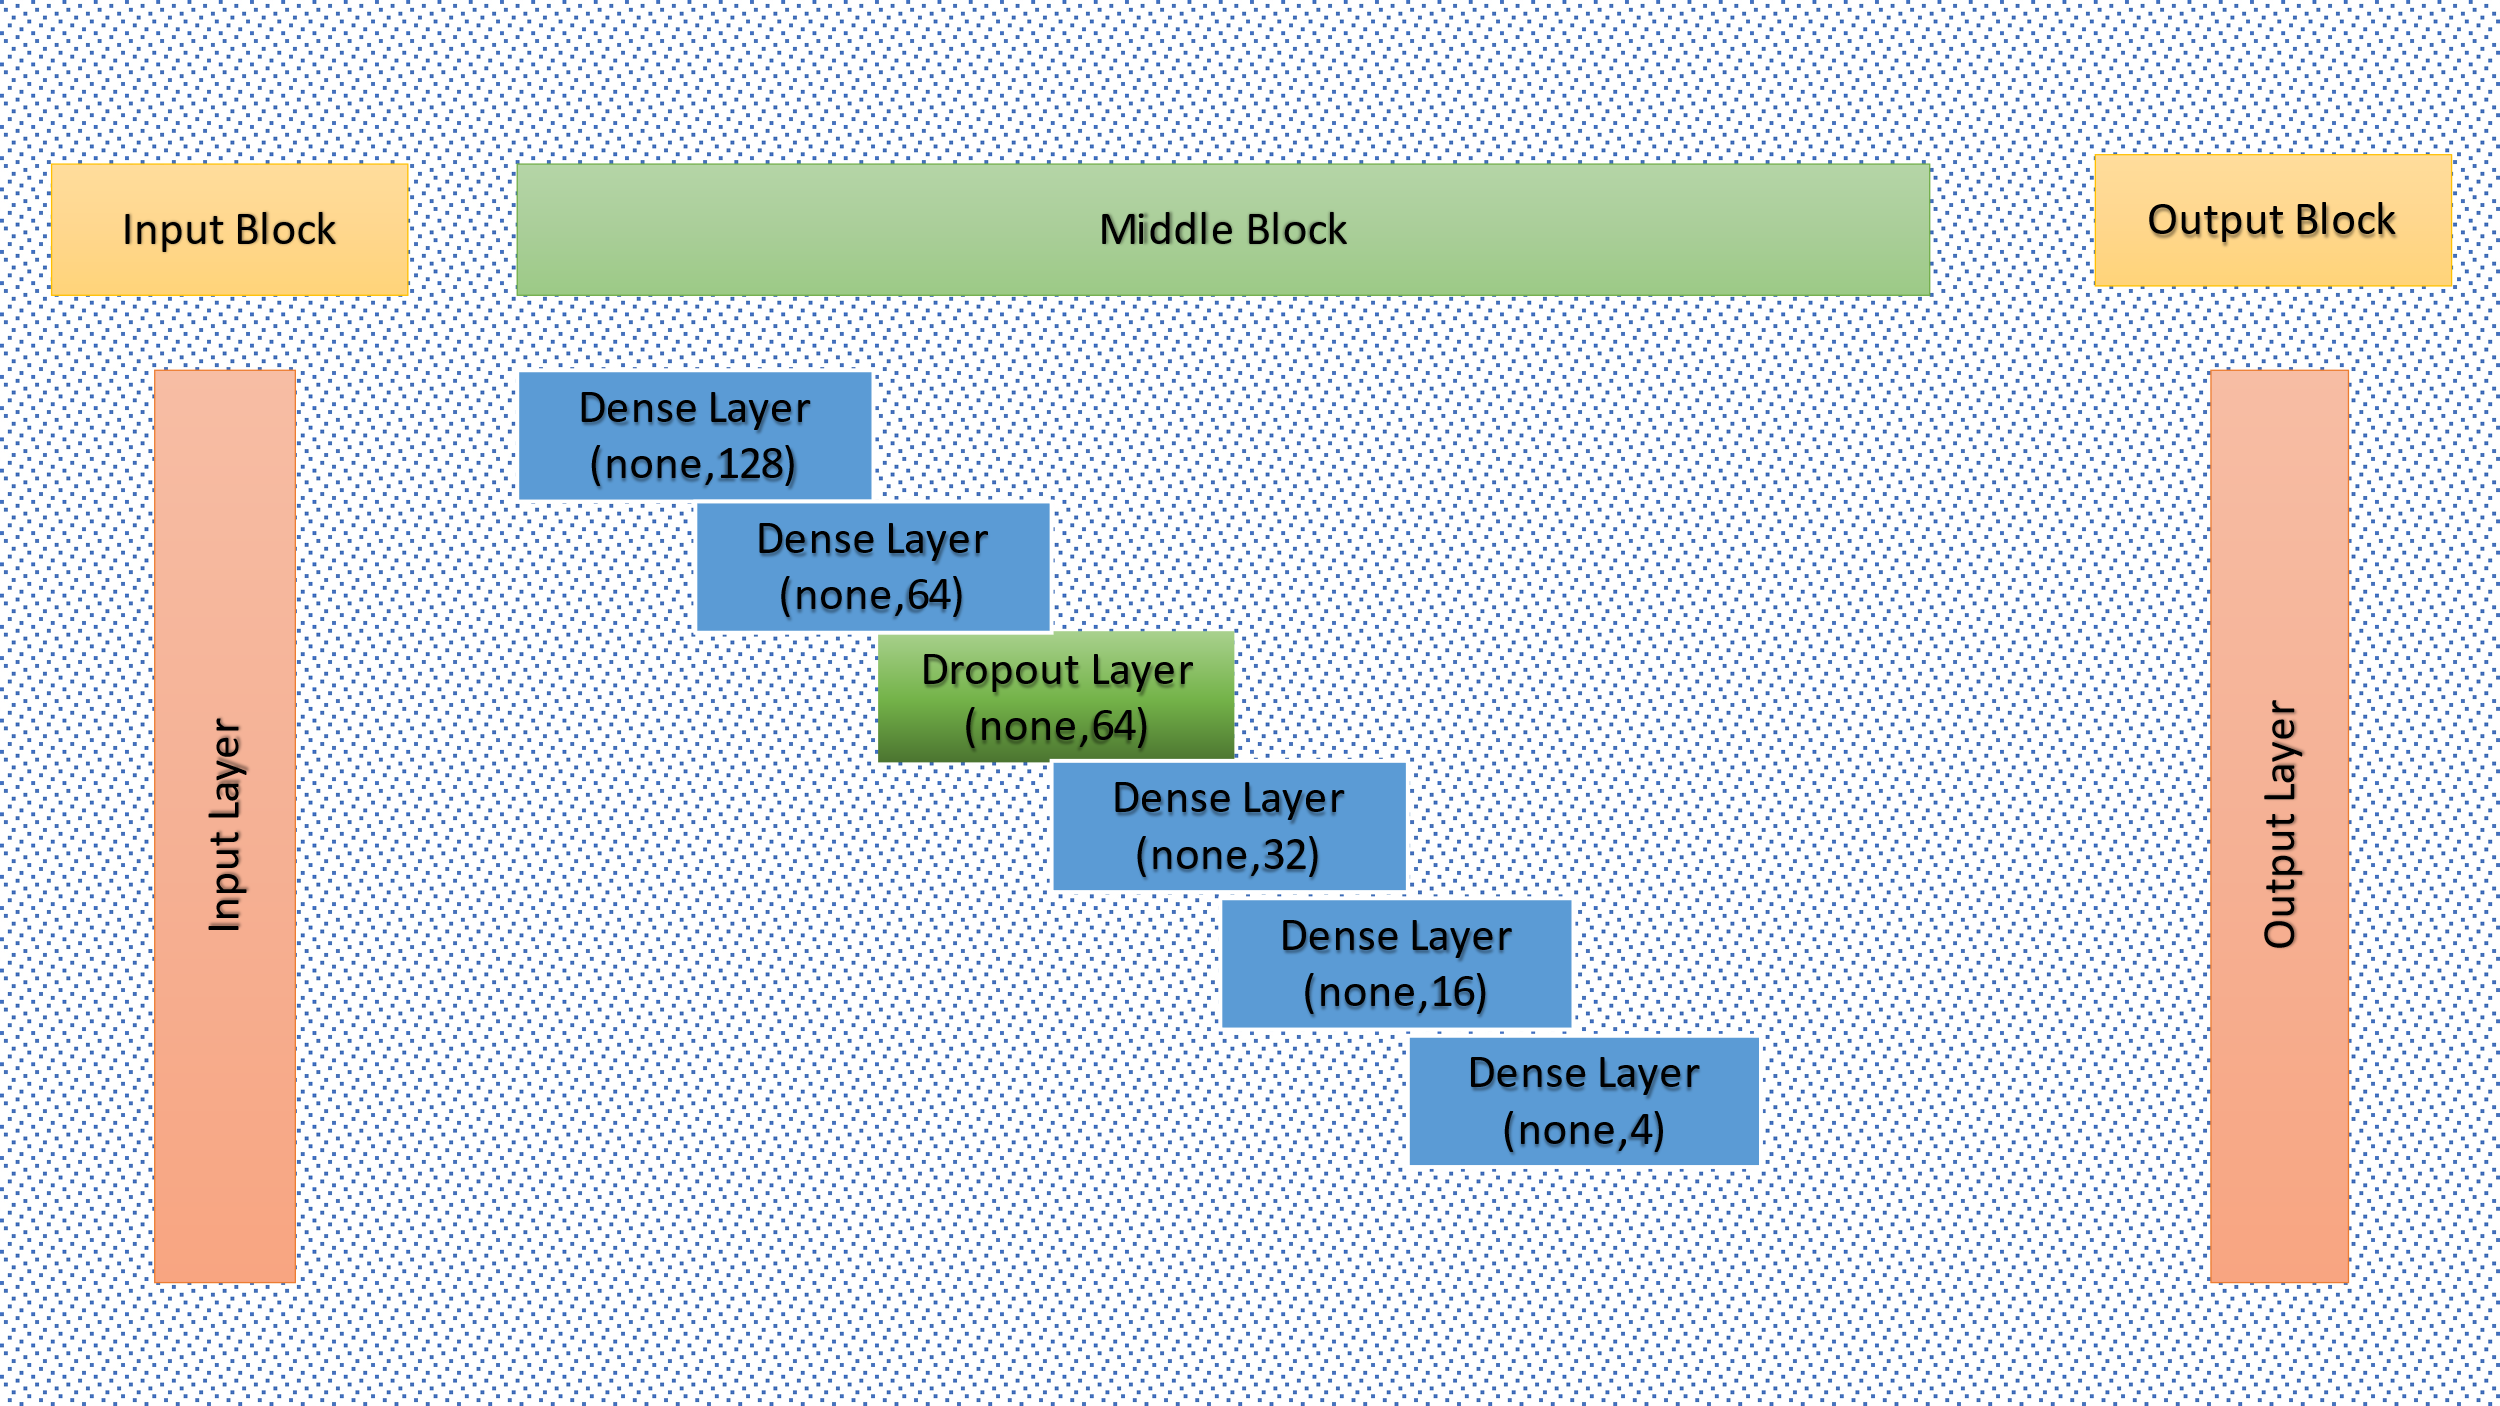 Input Block
Middle Block
Output Block
Input Layer
Dense Layer
(none,128)
Dense Layer
(none,64)
Dropout Layer
(none,64)
Dense Layer
(none,32)
Dense Layer
(none,16)
Dense Layer
(none,4)
Output Layer